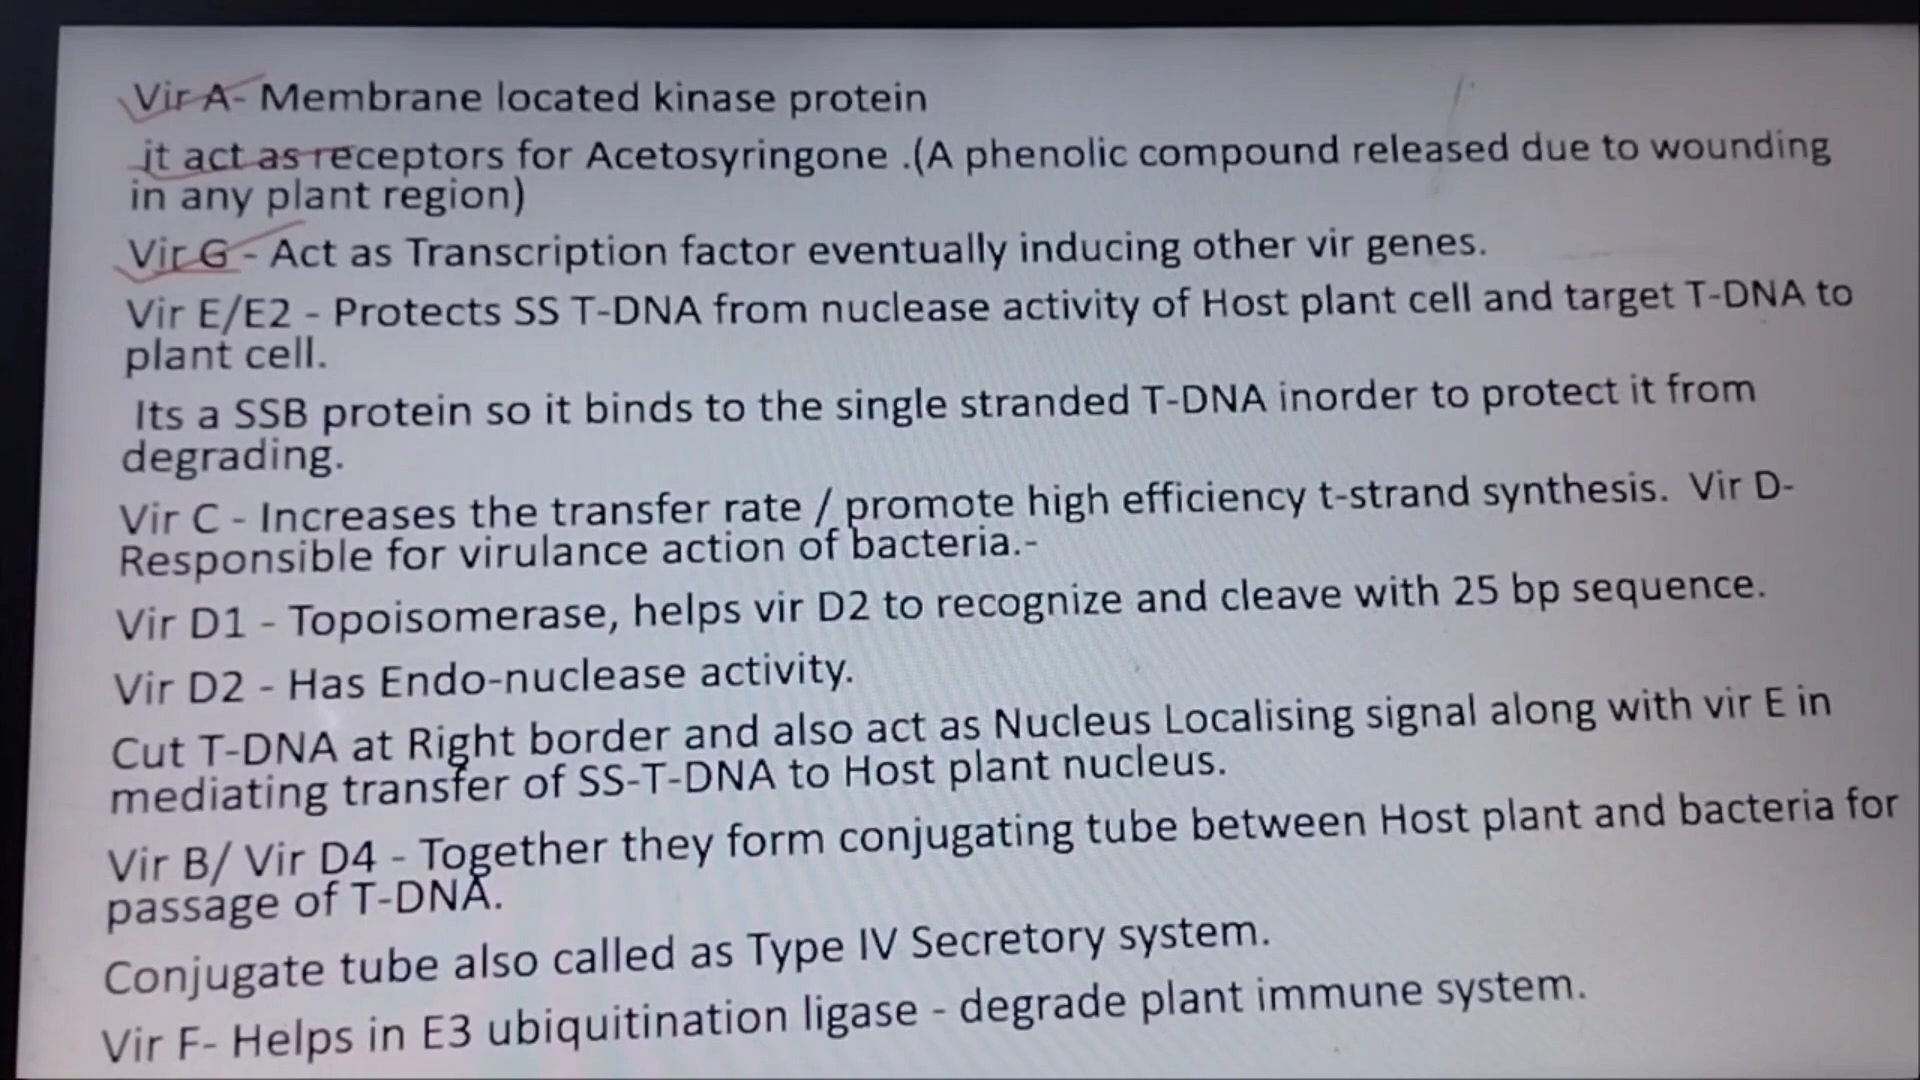 Vir A- Membrane located kinase protein
it act as receptors for Acetosyringone .(A phenolic compound released due to wounding
in any plant region)
Vir G - Act as Transcription factor eventually inducing other vir genes.
Vir E/E2 - Protects SS T-DNA from nuclease activity of Host plant cell and target T-DNA to
plant cell.
Its a SSB protein so it binds to the single stranded T-DNA inorder to protect it from
degrading.
Vir C - Increases the transfer rate / promote high efficiency t-strand synthesis. Vir D-
Responsible for virulance action of bacteria.-
Vir D1 - Topoisomerase, helps vir D2 to recognize and cleave with 25 bp sequence.
Vir D2 - Has Endo-nuclease activity.
Cut T-DNA at Right border and also act as Nucleus Localising signal along with vir E in
mediating transfer of SS-T-DNA to Host plant nucleus.
Vir B/ Vir D4 - Together they form conjugating tube between Host plant and bacteria for
passage of T-DNA.
Conjugate tube also called as Type IV Secretory system.
Vir F- Helps in E3 ubiquitination ligase - degrade plant immune system.